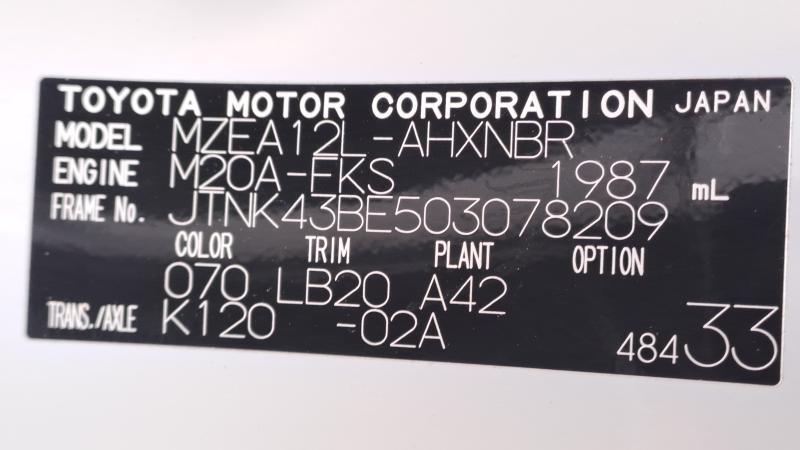 TOYOTA MOTOR CORPORATION JAPAN
MODEL MZEA12L-AHXNBR
ENGINE M20A-FKS 1987 mL
FRAME No. JTNK43BE503078209
COLOR TRIM PLANT OPTION
070 LB20 A42
TRANS./AXLE K120 -02A
48433